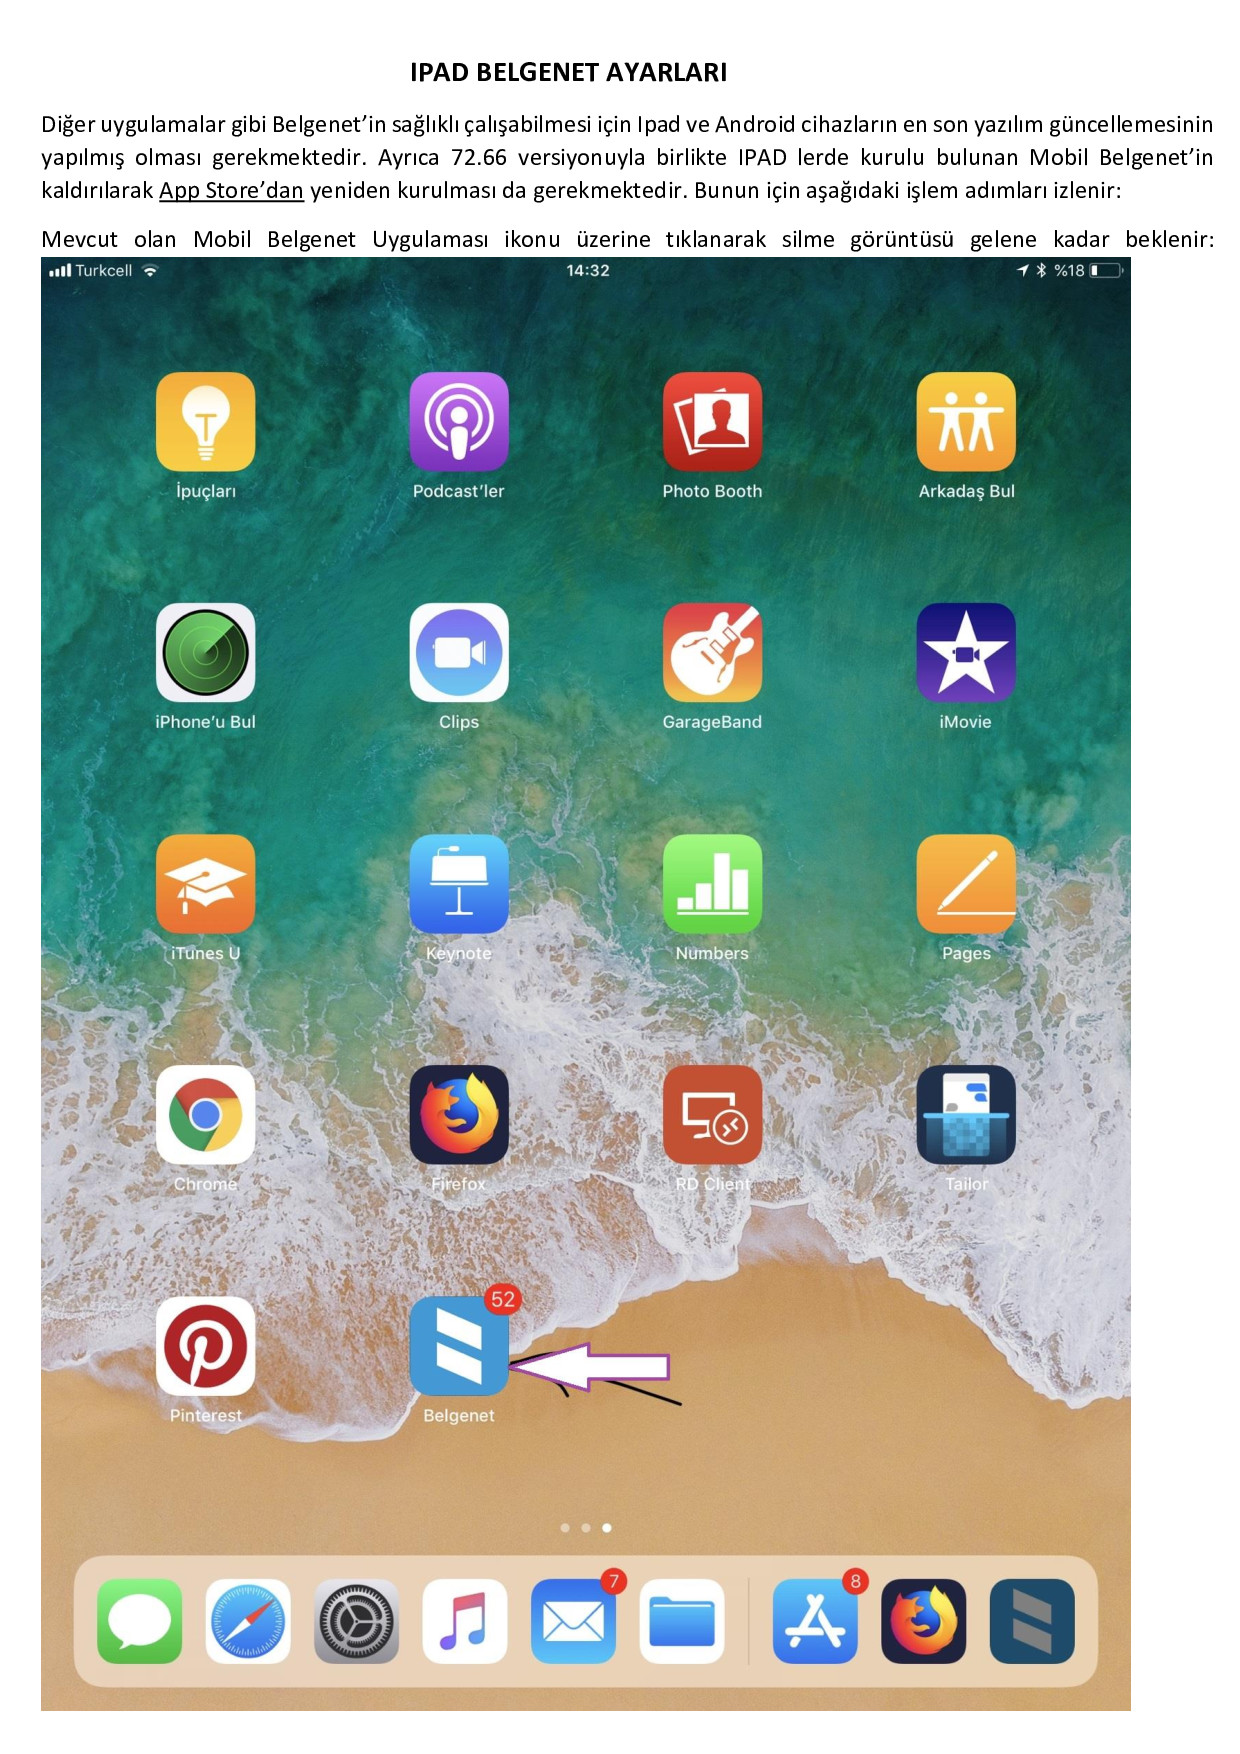 IPAD BELGENET AYARLARI
Diğer uygulamalar gibi Belgenet’in sağlıklı çalışabilmesi için Ipad ve Android cihazların en son yazılım güncellemesinin
yapılmış olması gerekmektedir. Ayrıca 72.66 versiyonuyla birlikte IPAD lerde kurulu bulunan Mobil Belgenet’in
kaldırılarak App Store’dan yeniden kurulması da gerekmektedir. Bunun için aşağıdaki işlem adımları izlenir:
Mevcut olan Mobil Belgenet Uygulaması ikonu üzerine tıklanarak silme görüntüsü gelene kadar beklenir:
Turkcell 14:32 %18
İpuçları Podcast’ler Photo Booth Arkadaş Bul
iPhone’u Bul Clips GarageBand iMovie
iTunes U Keynote Numbers Pages
Chrome Firefox RD Client Tailor
52
Pinterest Belgenet
7 8